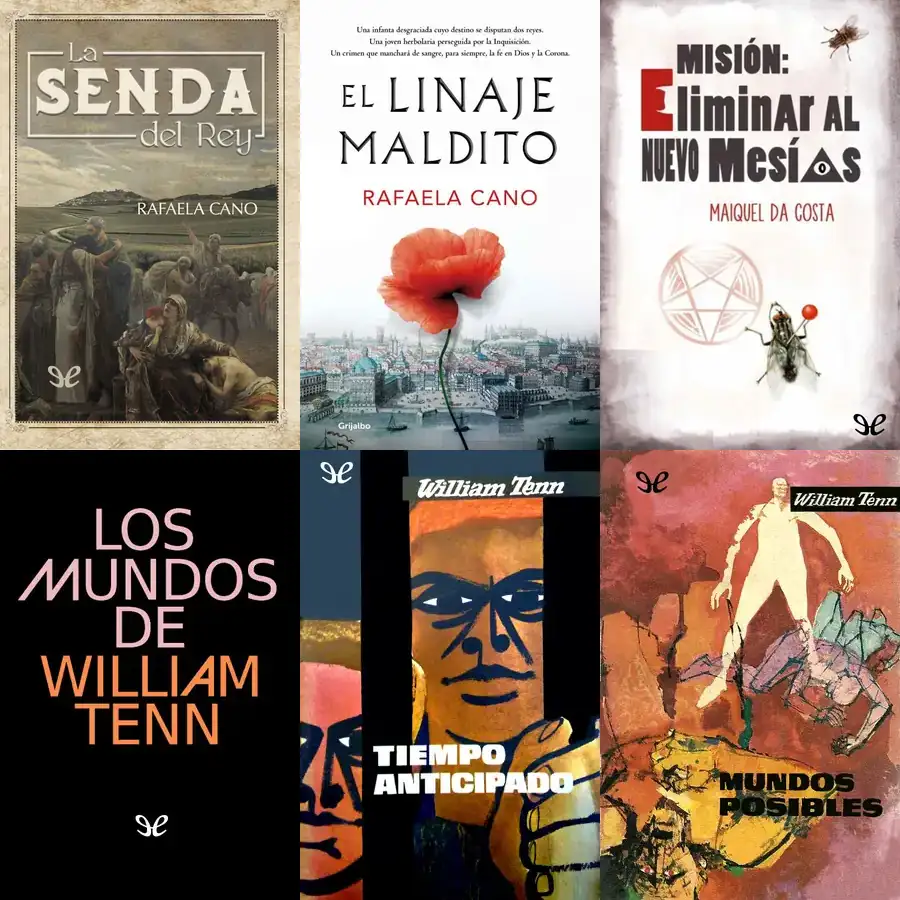 La
SENDA
del Rey
RAFAELA CANO
Una infanta desgraciada cuyo destino se disputan dos reyes.
Una joven herbolaria perseguida por la Inquisición.
Un crimen que manchará de sangre, para siempre, la fe en Dios y la Corona.
EL LINAJE
MALDITO
RAFAELA CANO
Grijalbo
MISIÓN:
EliminAr AL
NUEVO Mesías
MAIQUEL DA COSTA
LOS
MUNDOS
DE
WILLIAM
TENN
William Tenn
TIEMPO
ANTICIPADO
William Tenn
MUNDOS
POSIBLES